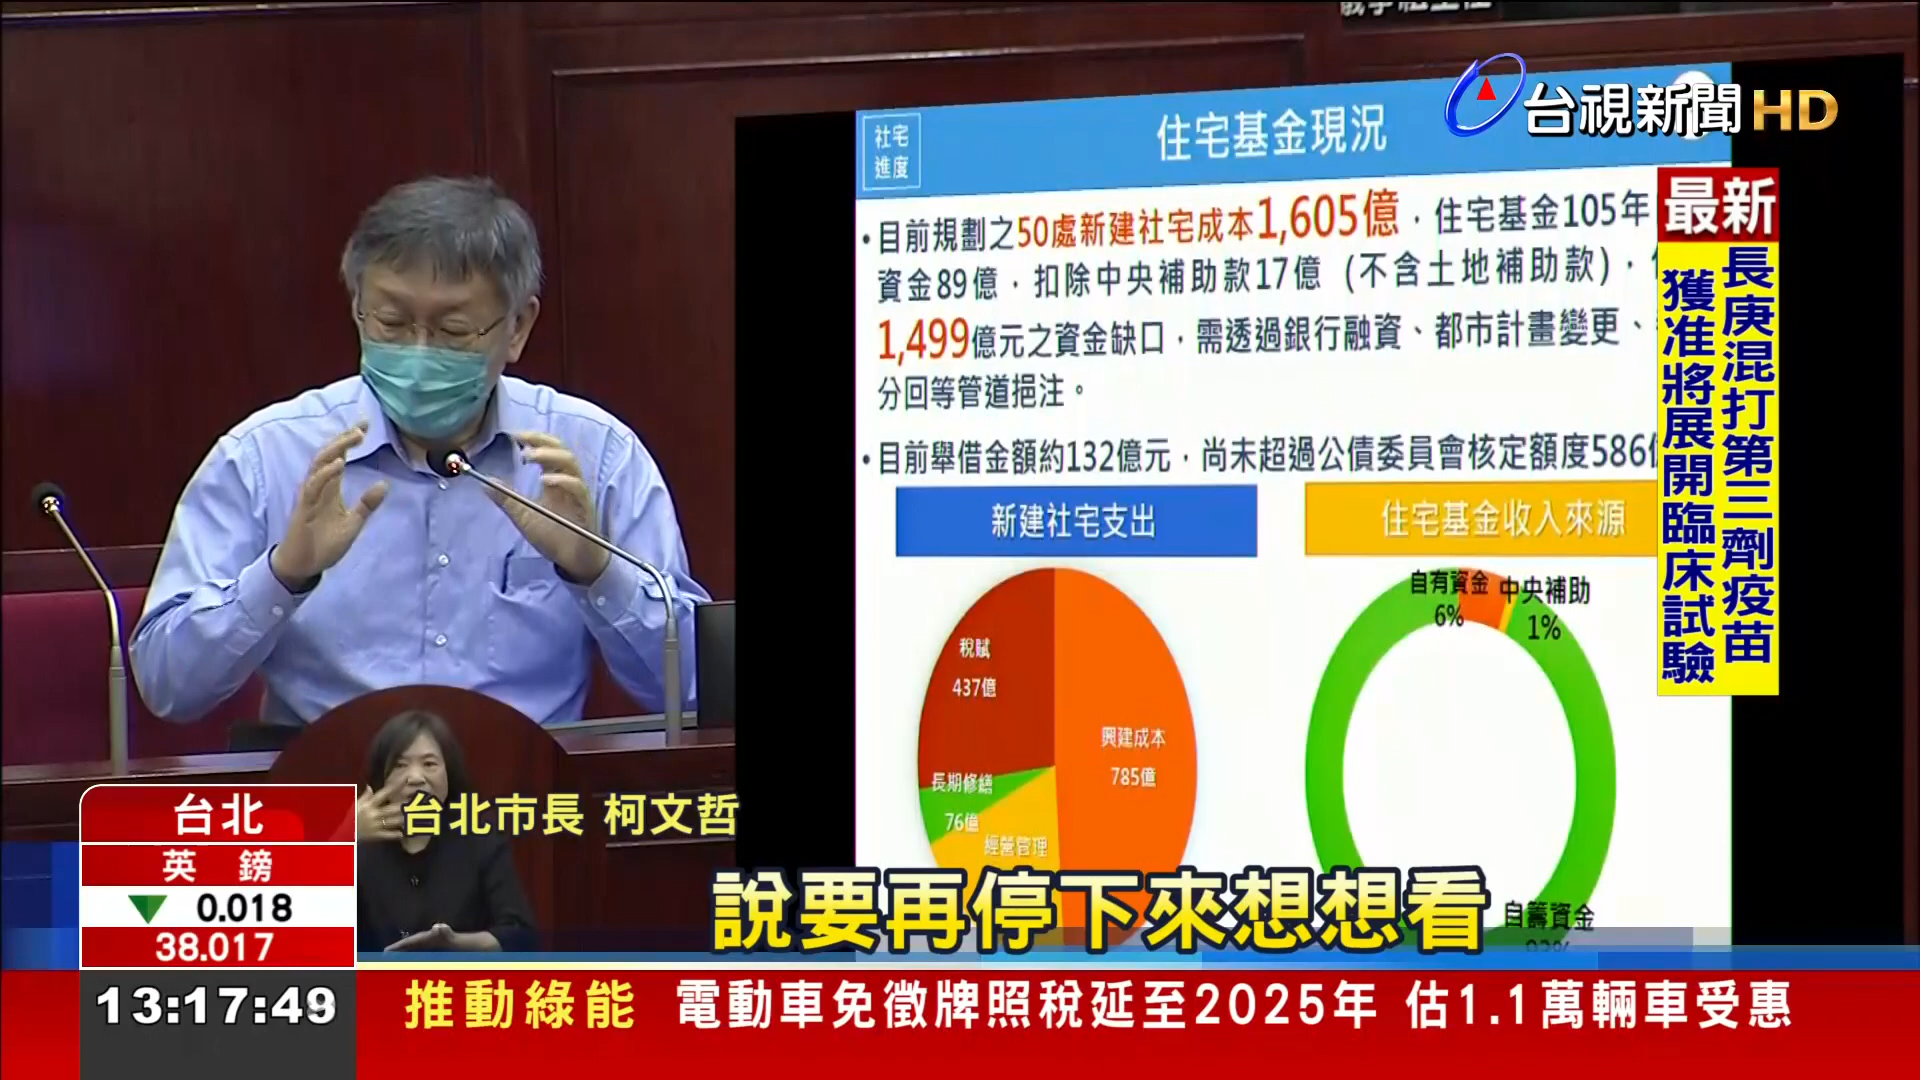 台視新聞HD
社宅
進度
住宅基金現況
•目前規劃之50處新建社宅成本1,605億，住宅基金105年
資金89億，扣除中央補助款17億（不含土地補助款），
1,499億元之資金缺口，需透過銀行融資、都市計畫變更、
分回等管道挹注。
•目前舉借金額約132億元，尚未超過公債委員會核定額度586
新建社宅支出
住宅基金收入來源
稅賦
437億
興建成本
785億
長期修繕
76億
經營管理
自有資金
6%
中央補助
1%
自籌資金
93%
最新
長庚混打第三劑疫苗
獲准將展開臨床試驗
台北市長 柯文哲
說要再停下來想想看
台北
英 鎊
▼ 0.018
38.017
13:17:49
推動綠能 電動車免徵牌照稅延至2025年 估1.1萬輛車受惠